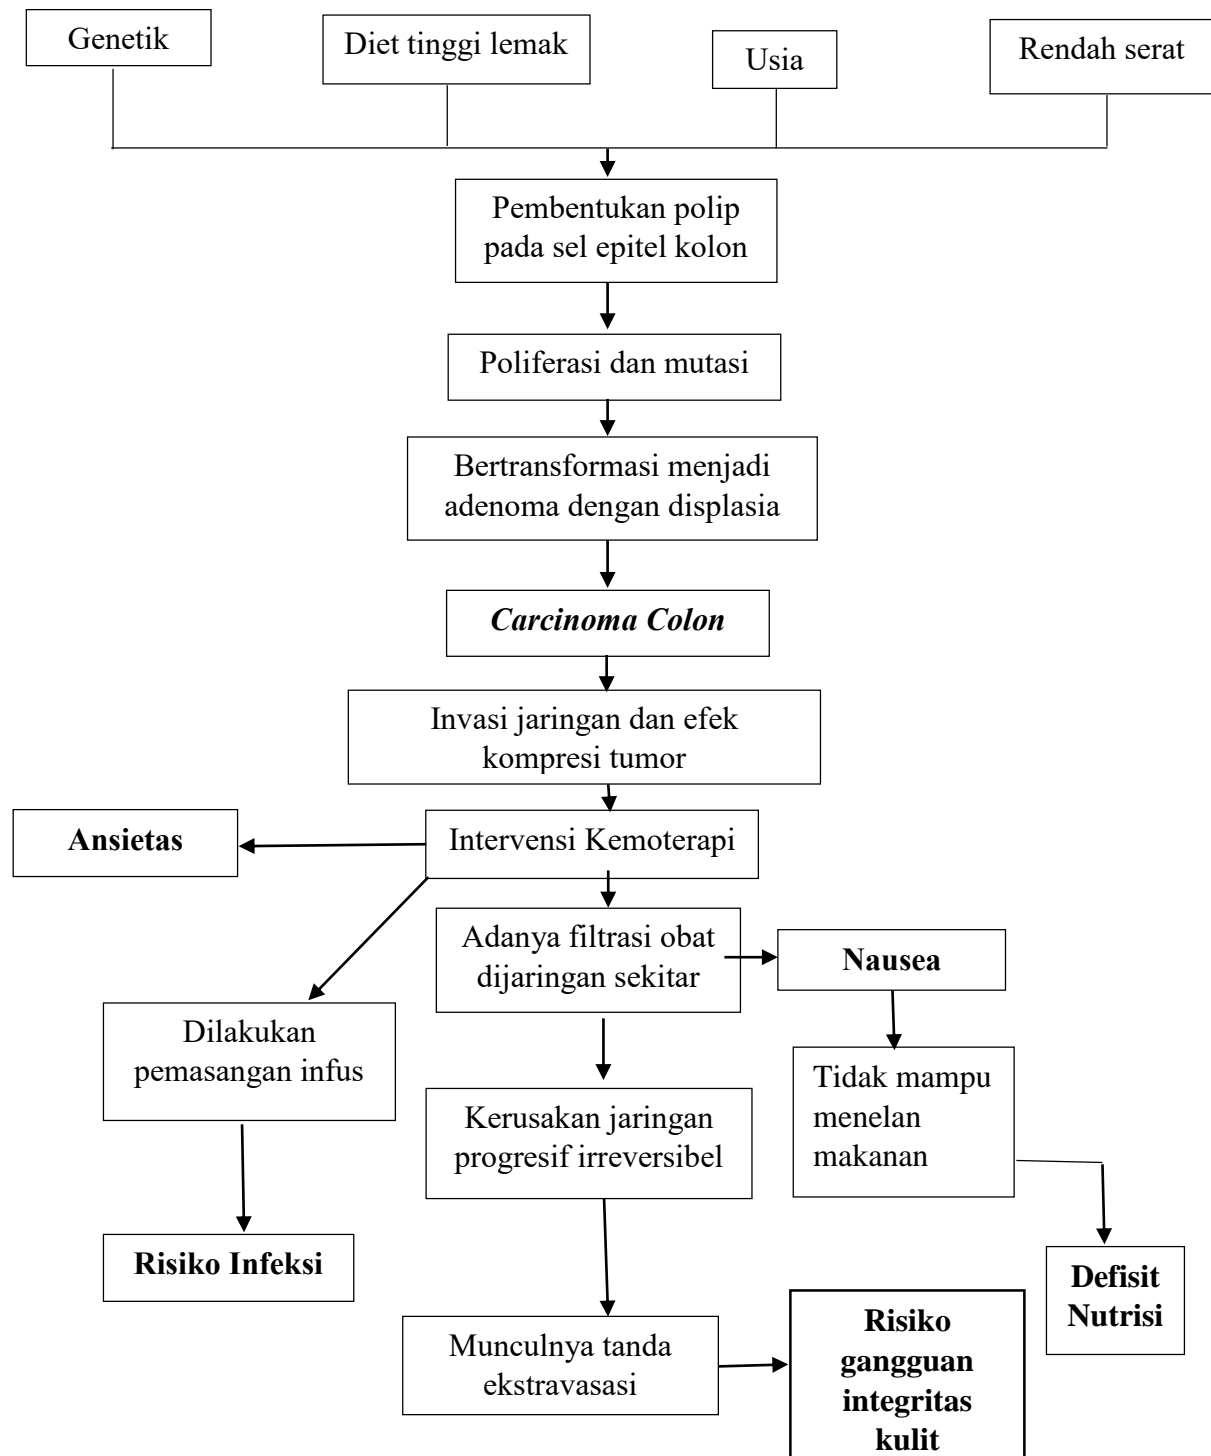 Genetik
Diet tinggi lemak
Usia
Rendah serat
Pembentukan polip
pada sel epitel kolon
Poliferasi dan mutasi
Bertransformasi menjadi
adenoma dengan displasia
Carcinoma Colon
Invasi jaringan dan efek
kompresi tumor
Ansietas
Intervensi Kemoterapi
Adanya filtrasi obat
dijaringan sekitar
Nausea
Dilakukan
pemasangan infus
Tidak mampu
menelan
makanan
Kerusakan jaringan
progresif irreversibel
Risiko Infeksi
Defisit
Nutrisi
Munculnya tanda
ekstravasasi
Risiko
gangguan
integritas
kulit